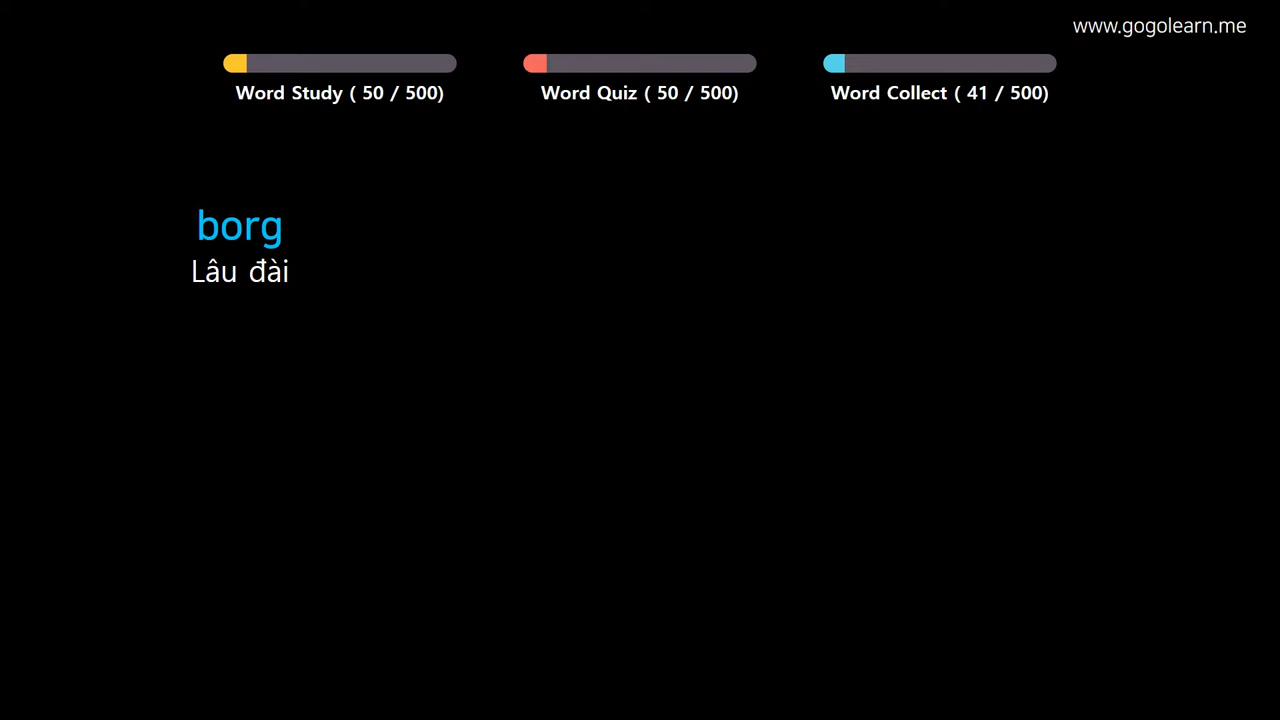 www.gogolearn.me
Word Study ( 50 / 500)
Word Quiz ( 50 / 500)
Word Collect ( 41 / 500)
borg
Lâu đài